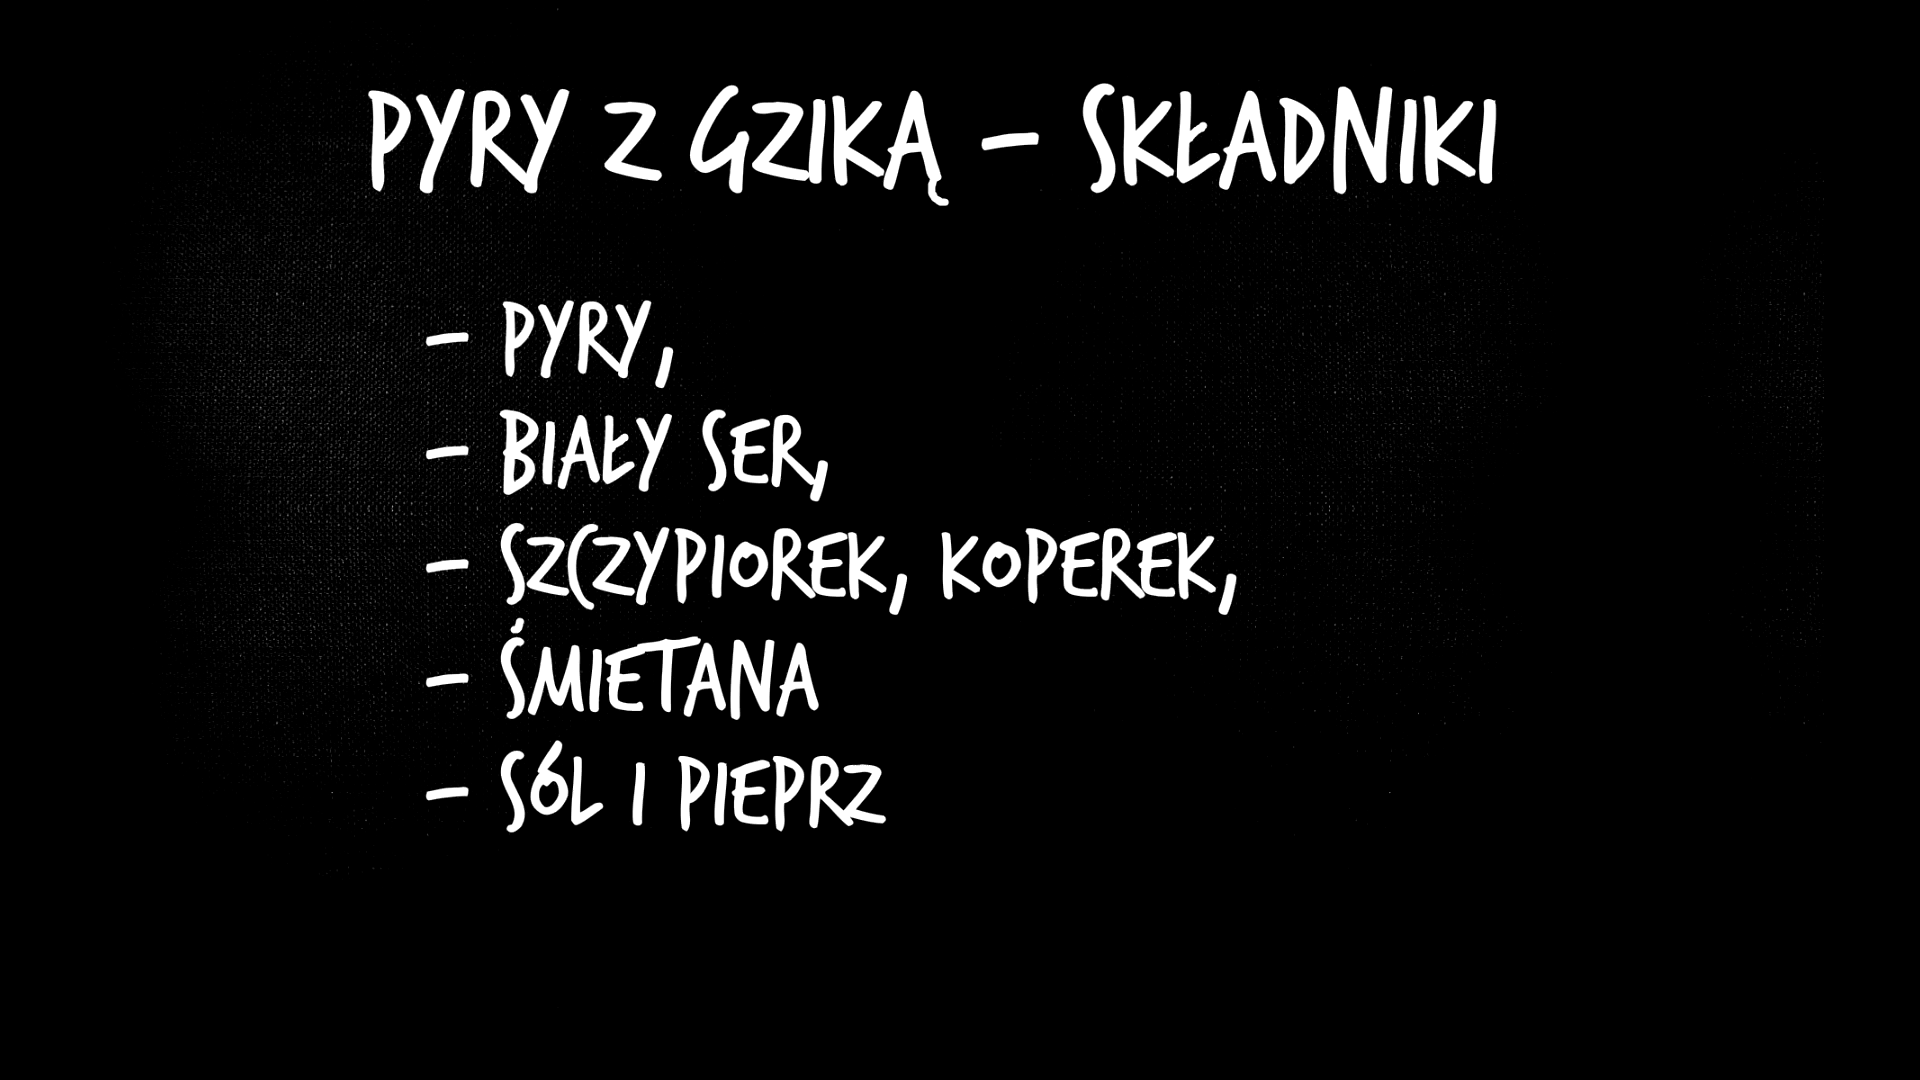 PYRY Z GZIKĄ - SKŁADNIKI
- PYRY,
- BIAŁY SER,
- SZCZYPIOREK, KOPEREK,
- ŚMIETANA
- SÓL I PIEPRZ